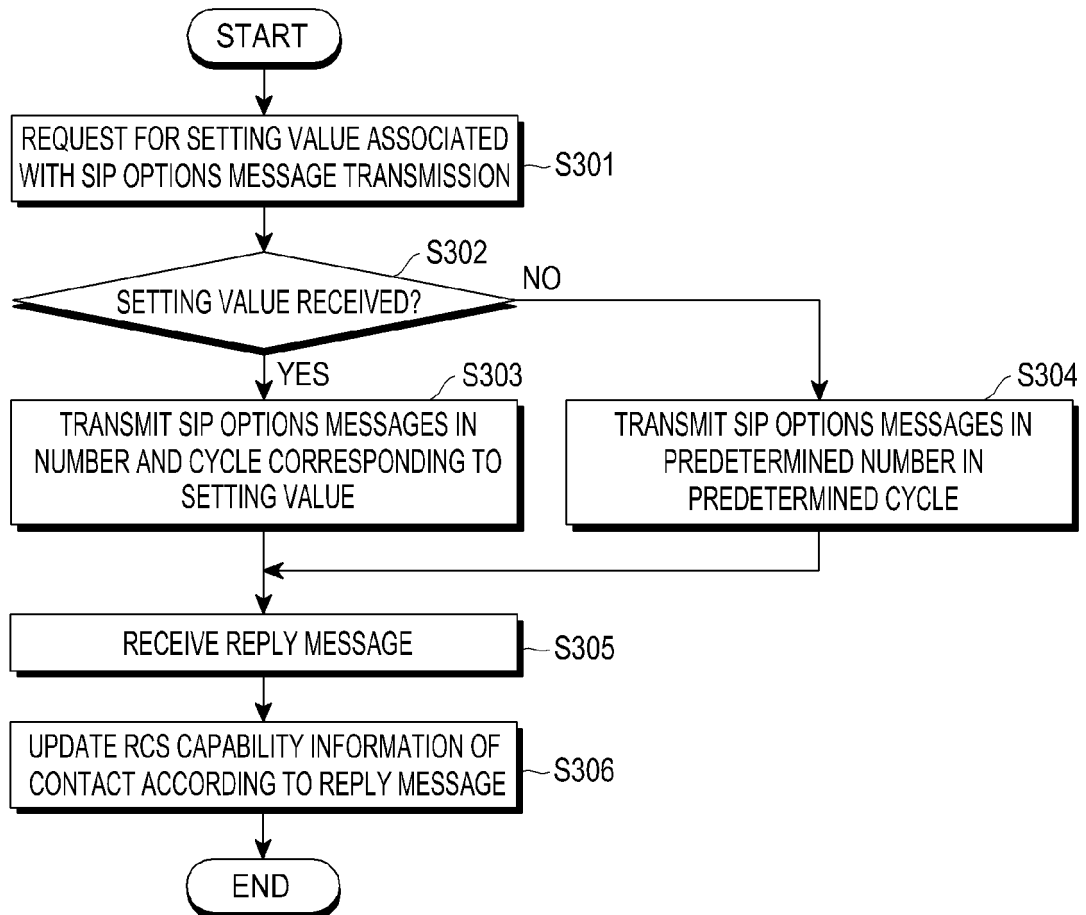 START
REQUEST FOR SETTING VALUE ASSOCIATED
WITH SIP OPTIONS MESSAGE TRANSMISSION
S301
S302
SETTING VALUE RECEIVED?
NO
YES
S303
TRANSMIT SIP OPTIONS MESSAGES IN
NUMBER AND CYCLE CORRESPONDING TO
SETTING VALUE
S304
TRANSMIT SIP OPTIONS MESSAGES IN
PREDETERMINED NUMBER IN
PREDETERMINED CYCLE
RECEIVE REPLY MESSAGE
S305
UPDATE RCS CAPABILITY INFORMATION OF
CONTACT ACCORDING TO REPLY MESSAGE
S306
END